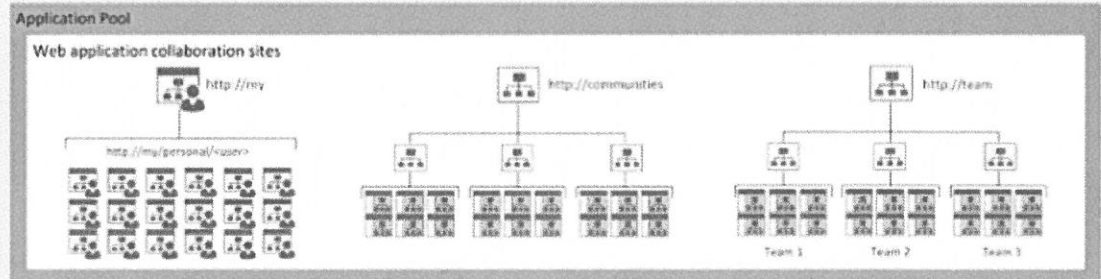 Application Pool
Web application collaboration sites
http://my
http://communities
http://team
http://my/personal/<user>
Team 1
Team 2
Team 3